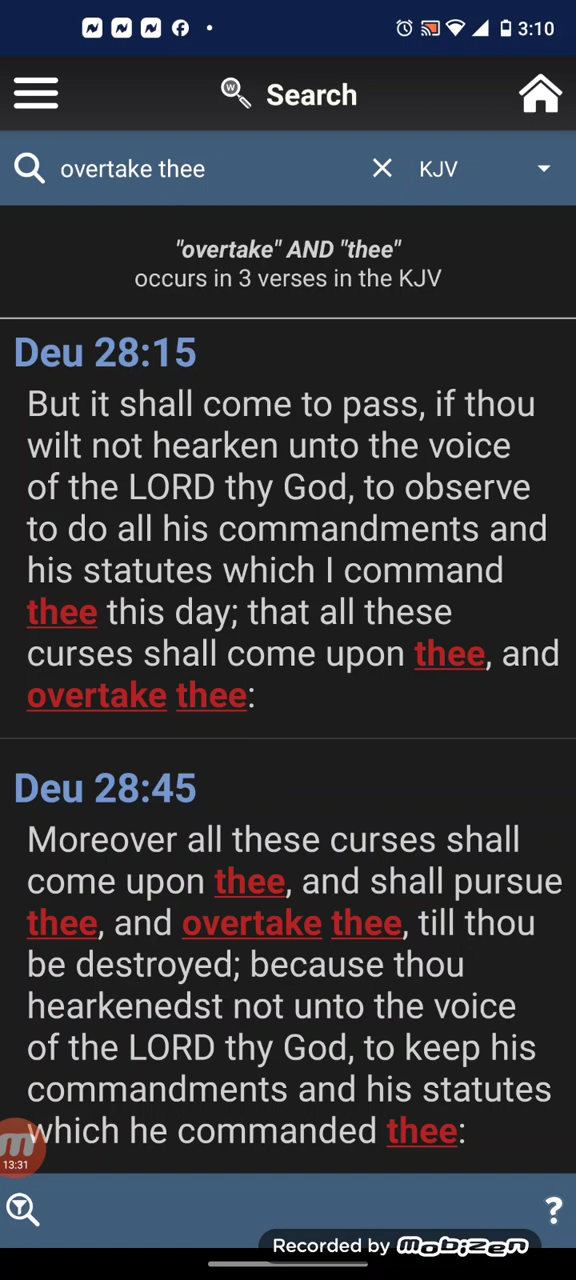 3:10
Search
overtake thee
KJV
"overtake" AND "thee"
occurs in 3 verses in the KJV
Deu 28:15
But it shall come to pass, if thou
wilt not hearken unto the voice
of the LORD thy God, to observe
to do all his commandments and
his statutes which I command
thee this day; that all these
curses shall come upon thee, and
overtake thee:
Deu 28:45
Moreover all these curses shall
come upon thee, and shall pursue
thee, and overtake thee, till thou
be destroyed; because thou
hearkenedst not unto the voice
of the LORD thy God, to keep his
commandments and his statutes
which he commanded thee:
13:31
?
Recorded by mobizen